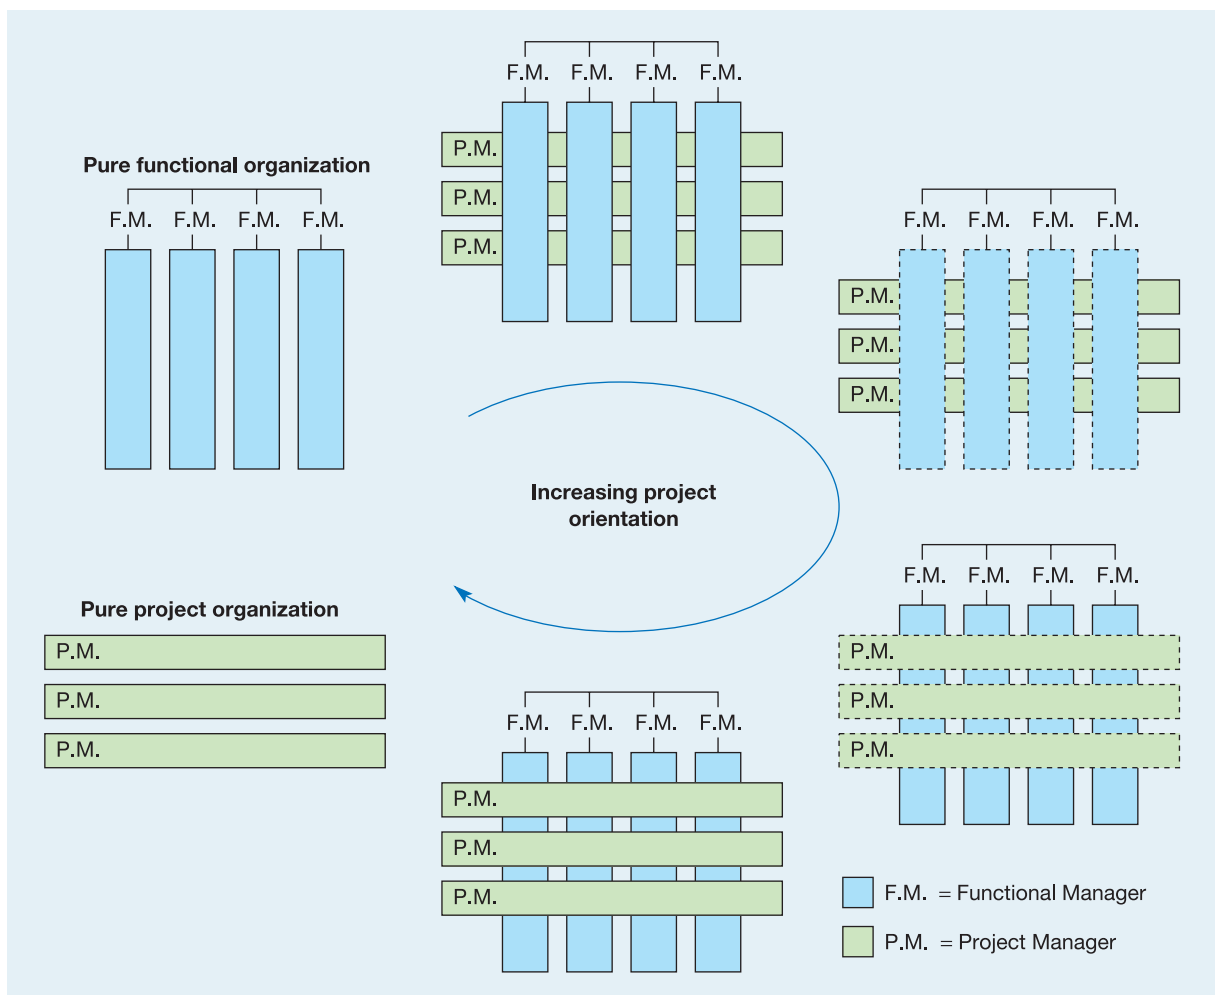 F.M. F.M. F.M. F.M.
P.M.
P.M.
P.M.
Pure functional organization
F.M. F.M. F.M. F.M.
F.M. F.M. F.M. F.M.
P.M.
P.M.
P.M.
Increasing project
orientation
F.M. F.M. F.M. F.M.
P.M.
P.M.
P.M.
Pure project organization
P.M.
P.M.
P.M.
F.M. F.M. F.M. F.M.
P.M.
P.M.
P.M.
F.M. = Functional Manager
P.M. = Project Manager